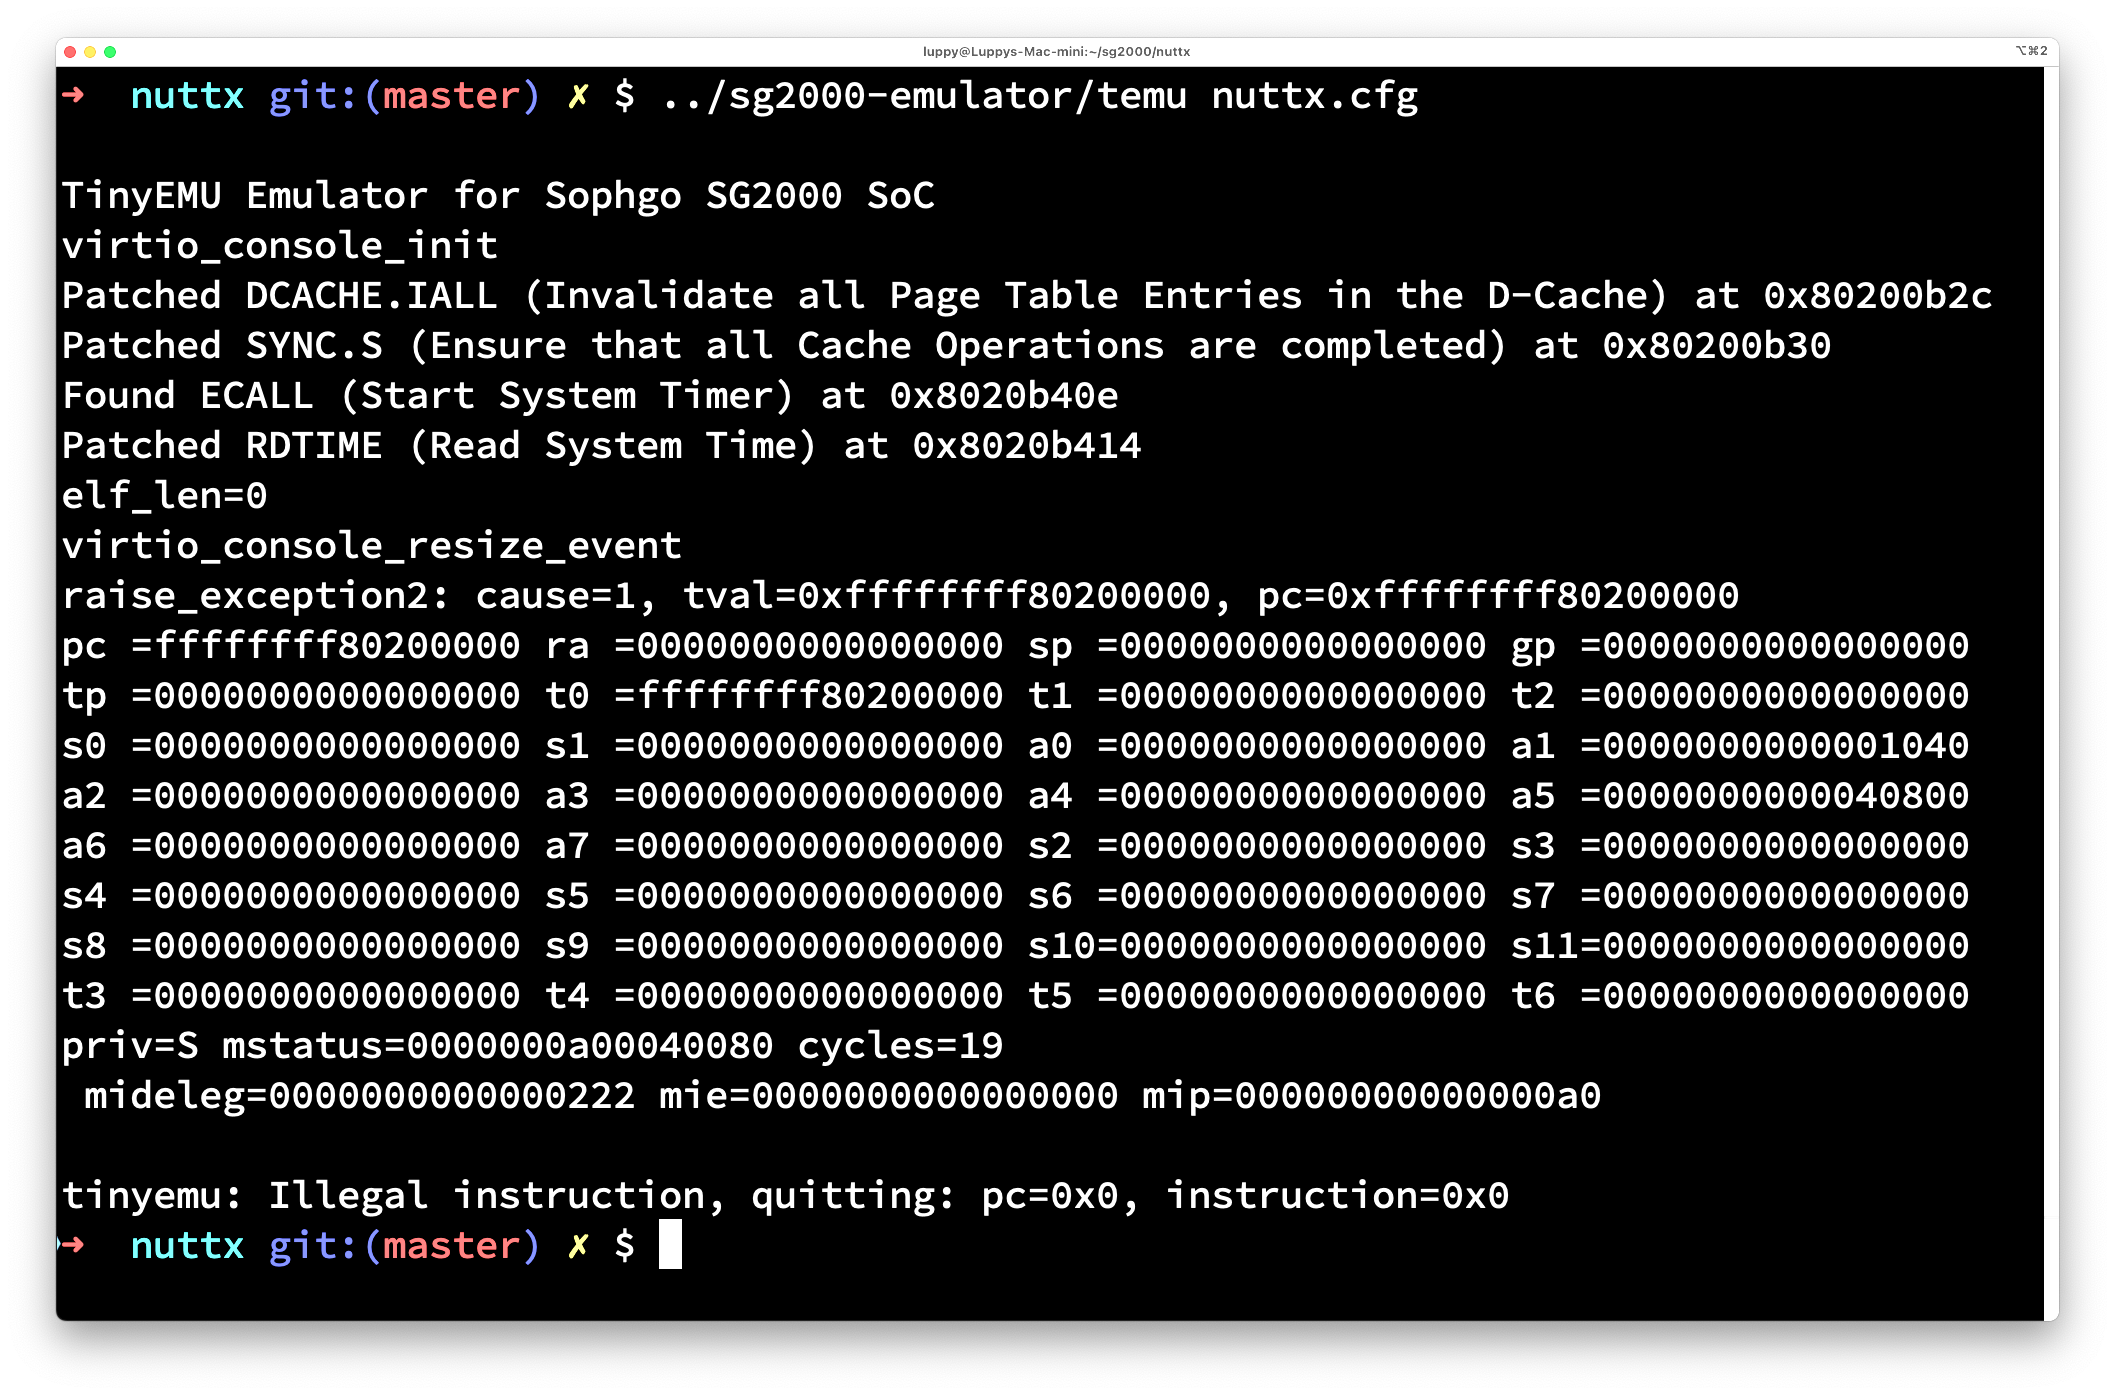 luppy@Luppys-Mac-mini:~/sg2000/nuttx ⌥⌘2
➜ nuttx git:(master) ✗ $ ../sg2000-emulator/temu nuttx.cfg
TinyEMU Emulator for Sophgo SG2000 SoC
virtio_console_init
Patched DCACHE.IALL (Invalidate all Page Table Entries in the D-Cache) at 0x80200b2c
Patched SYNC.S (Ensure that all Cache Operations are completed) at 0x80200b30
Found ECALL (Start System Timer) at 0x8020b40e
Patched RDTIME (Read System Time) at 0x8020b414
elf_len=0
virtio_console_resize_event
raise_exception2: cause=1, tval=0xffffffff80200000, pc=0xffffffff80200000
pc =ffffffff80200000 ra =0000000000000000 sp =0000000000000000 gp =0000000000000000
tp =0000000000000000 t0 =ffffffff80200000 t1 =0000000000000000 t2 =0000000000000000
s0 =0000000000000000 s1 =0000000000000000 a0 =0000000000000000 a1 =0000000000001040
a2 =0000000000000000 a3 =0000000000000000 a4 =0000000000000000 a5 =0000000000040800
a6 =0000000000000000 a7 =0000000000000000 s2 =0000000000000000 s3 =0000000000000000
s4 =0000000000000000 s5 =0000000000000000 s6 =0000000000000000 s7 =0000000000000000
s8 =0000000000000000 s9 =0000000000000000 s10=0000000000000000 s11=0000000000000000
t3 =0000000000000000 t4 =0000000000000000 t5 =0000000000000000 t6 =0000000000000000
priv=S mstatus=0000000a00040080 cycles=19
mideleg=0000000000000222 mie=0000000000000000 mip=00000000000000a0
tinyemu: Illegal instruction, quitting: pc=0x0, instruction=0x0
➜ nuttx git:(master) ✗ $